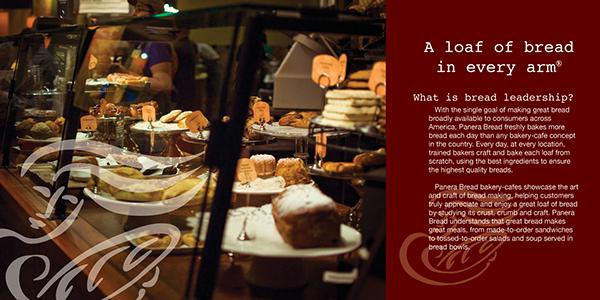 A loaf of bread
in every arm®
What is bread leadership?
With the single goal of making great bread
broadly available to consumers across
America, Panera Bread freshly bakes more
bread each day than any bakery-cafe concept
in the country. Every day, at every location,
trained bakers craft and bake each loaf from
scratch, using the best ingredients to ensure
the highest quality breads.
Panera Bread bakery-cafes showcase the art
and craft of bread making, helping customers
truly appreciate and enjoy a great loaf of bread
by studying its crust, crumb and craft. Panera
Bread understands that great bread makes
great meals, from made-to-order sandwiches
to tossed-to-order salads and soup served in
bread bowls.